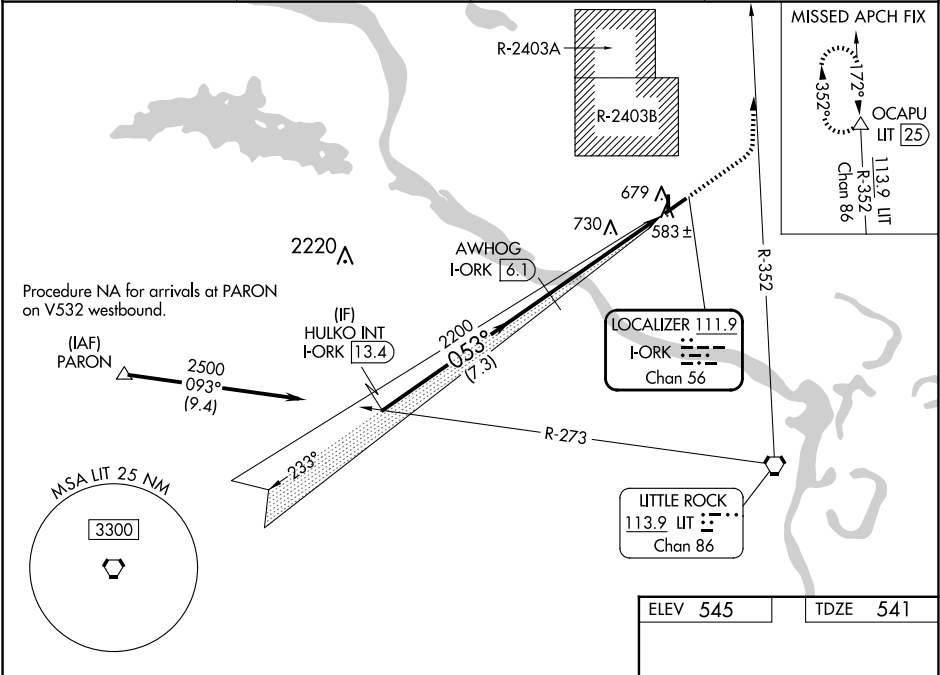 R-2403A
R-2403B
MISSED APCH FIX
172°
352°
OCAPU
LIT 25
113.9 LIT
R-352
Chan 86
679
730
583 ±
2220
AWHOG
I-ORK 6.1
Procedure NA for arrivals at PARON
on V532 westbound.
(IAF)
PARON
2500
093°
(9.4)
(IF)
HULKO INT
I-ORK 13.4
2200
053°
(7.3)
LOCALIZER 111.9
I-ORK
Chan 56
R-352
R-273
233°
MSA LIT 25 NM
3300
LITTLE ROCK
113.9 LIT
Chan 86
ELEV 545
TDZE 541